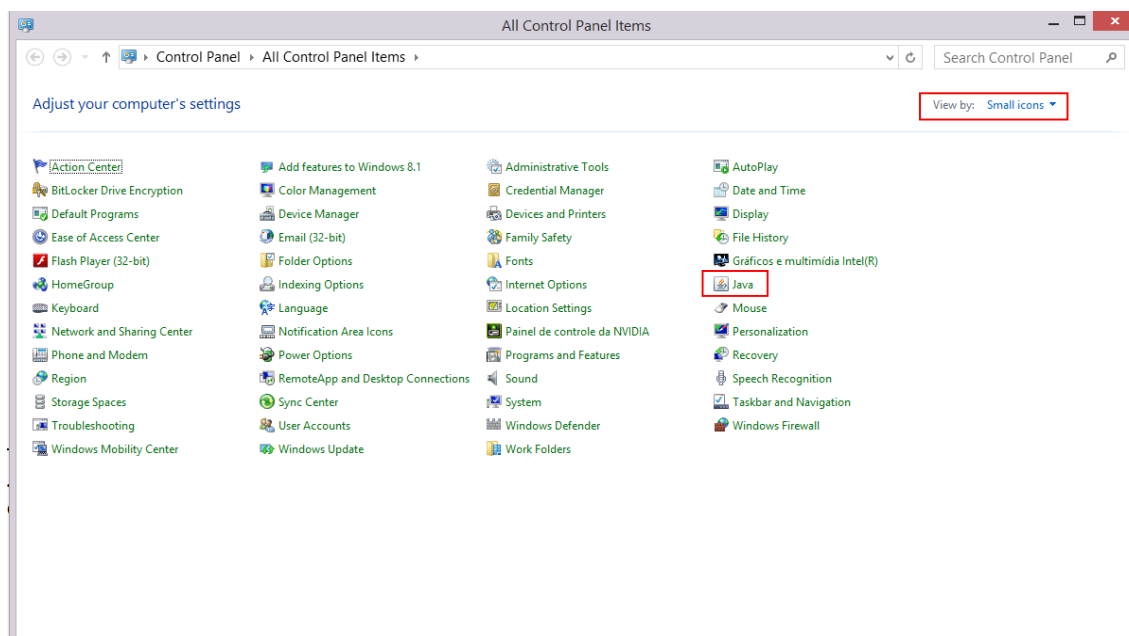 All Control Panel Items
Control Panel All Control Panel Items Search Control Panel
Adjust your computer's settings View by: Small icons
Action Center Add features to Windows 8.1 Administrative Tools AutoPlay
BitLocker Drive Encryption Color Management Credential Manager Date and Time
Default Programs Device Manager Devices and Printers Display
Ease of Access Center Email (32-bit) Family Safety File History
Flash Player (32-bit) Folder Options Fonts Gráficos e multimídia Intel(R)
HomeGroup Indexing Options Internet Options Java
Keyboard Language Location Settings Mouse
Network and Sharing Center Notification Area Icons Painel de controle da NVIDIA Personalization
Phone and Modem Power Options Programs and Features Recovery
Region RemoteApp and Desktop Connections Sound Speech Recognition
Storage Spaces Sync Center System Taskbar and Navigation
Troubleshooting User Accounts Windows Defender Windows Firewall
Windows Mobility Center Windows Update Work Folders